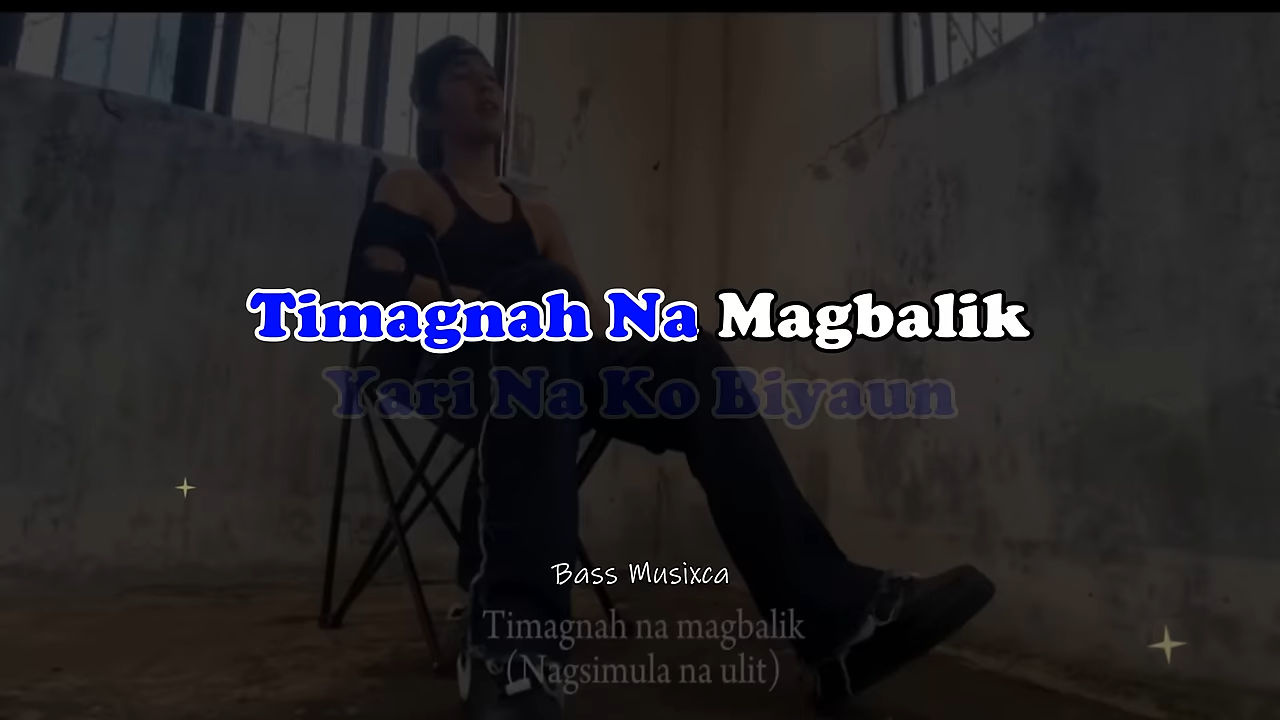 Timagnah Na Magbalik
Yari Na Ko Biyaun
Bass Musixca
Timagnah na magbalik
(Nagsimula na ulit)